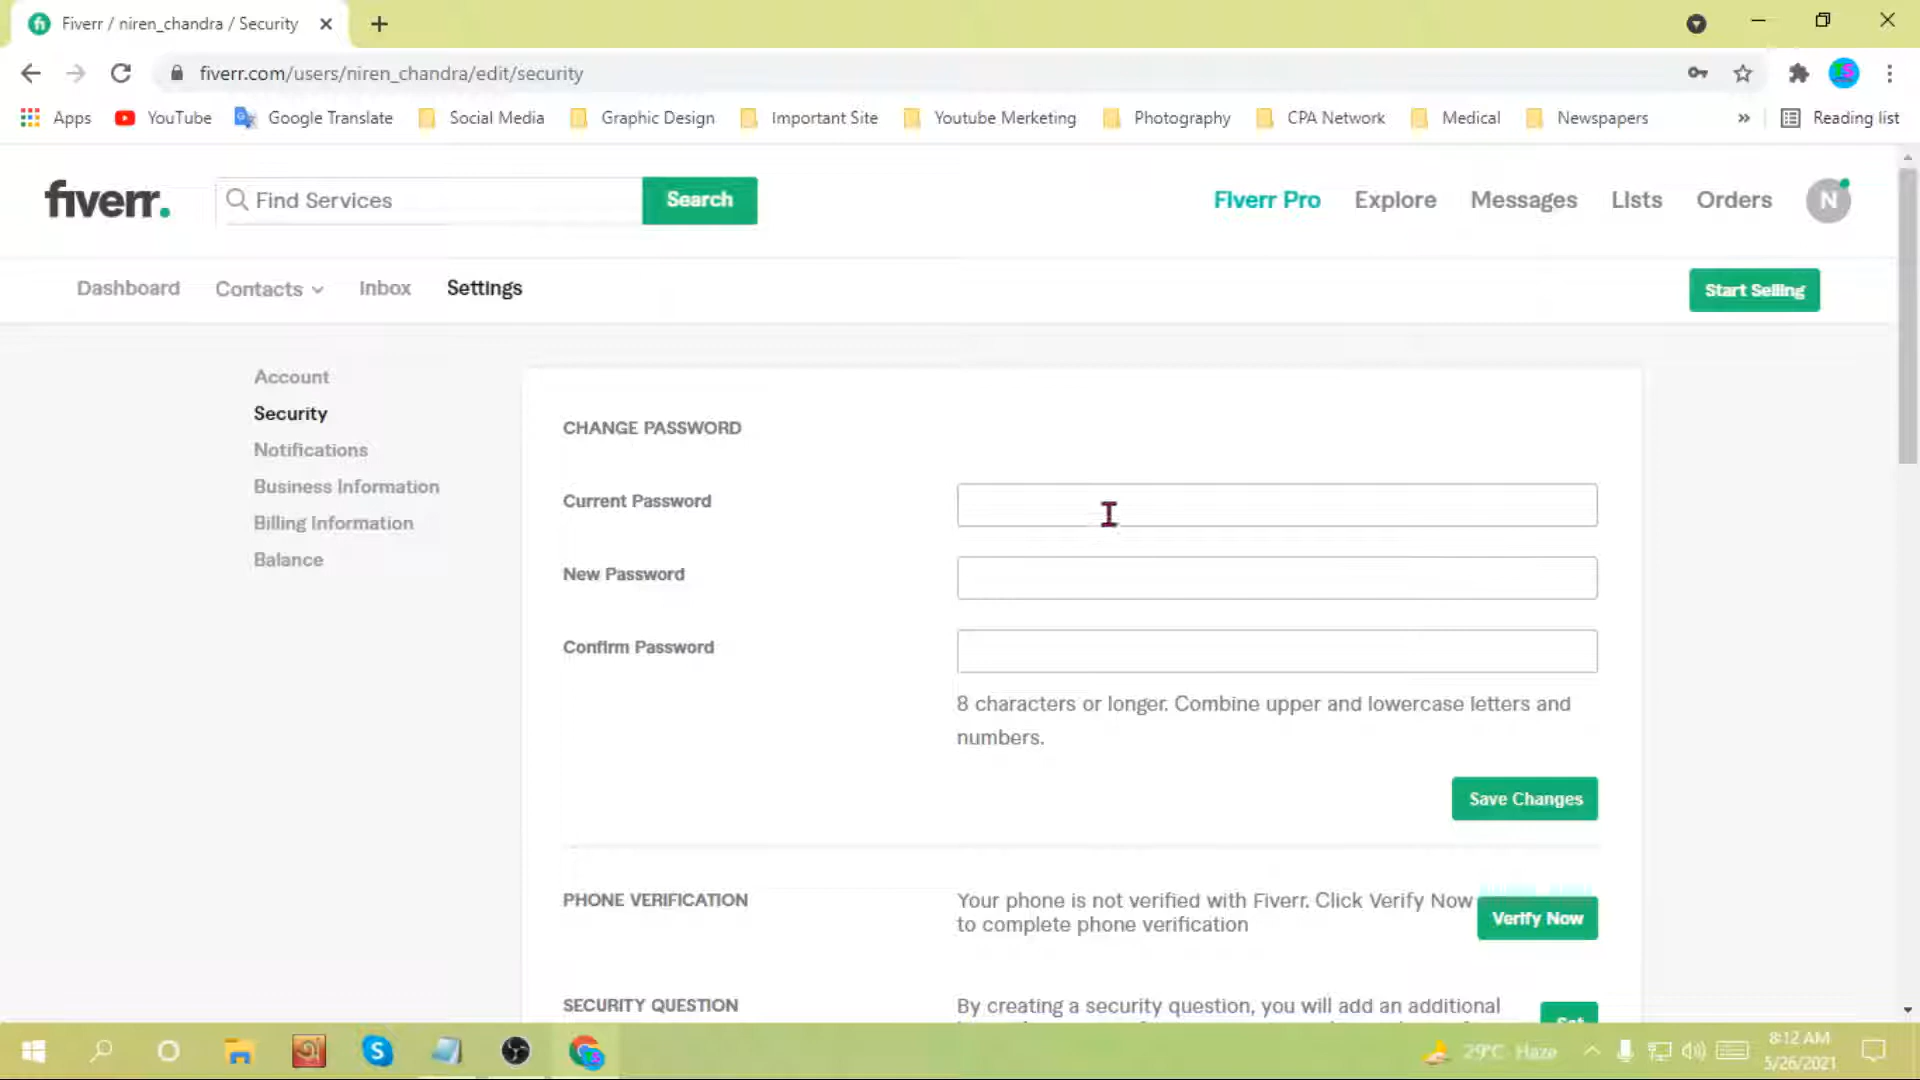 Fiverr / niren_chandra / Security
fiverr.com/users/niren_chandra/edit/security
Apps YouTube Google Translate Social Media Graphic Design Important Site Youtube Merketing Photography CPA Network Medical Newspapers » Reading list
fiverr. Find Services Search Fiverr Pro Explore Messages Lists Orders N
Dashboard Contacts Inbox Settings Start Selling
Account
Security
Notifications
Business Information
Billing Information
Balance
CHANGE PASSWORD
Current Password
New Password
Confirm Password
8 characters or longer. Combine upper and lowercase letters and
numbers.
Save Changes
PHONE VERIFICATION
Your phone is not verified with Fiverr. Click Verify Now
to complete phone verification
Verify Now
SECURITY QUESTION
By creating a security question, you will add an additional
29°C Haze
8:12 AM
5/26/2021